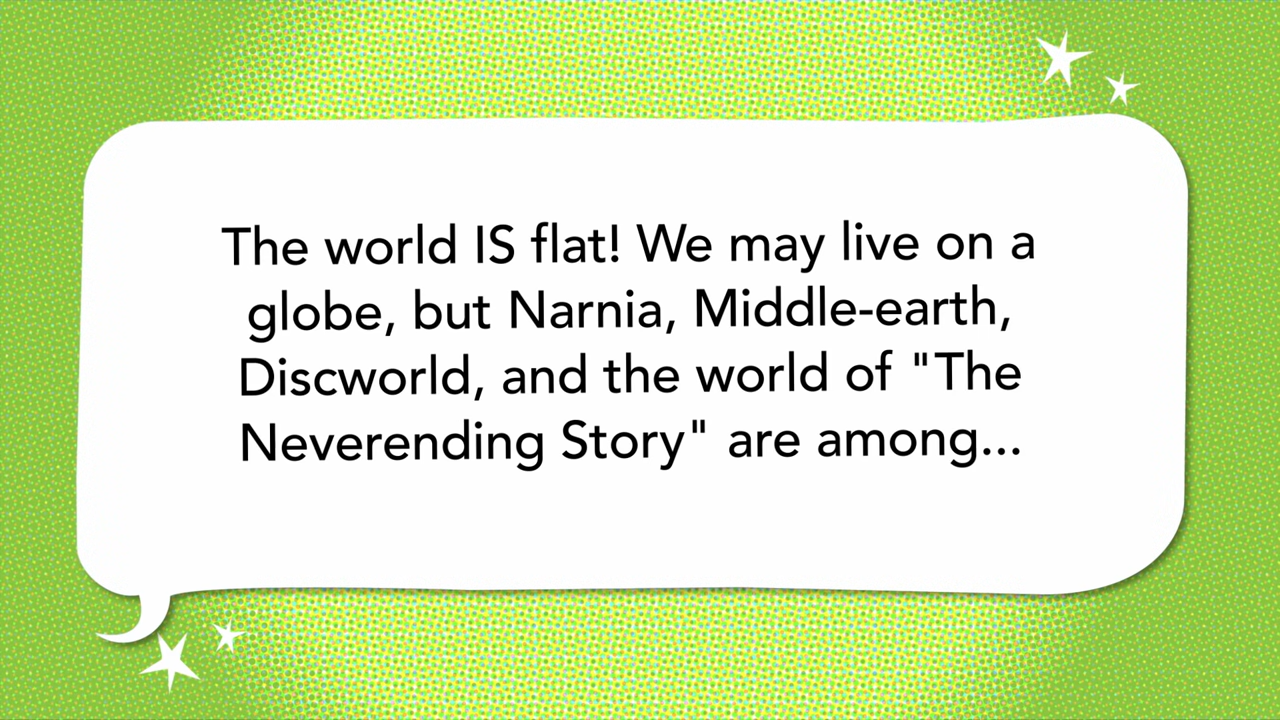 The world IS flat! We may live on a
globe, but Narnia, Middle-earth,
Discworld, and the world of "The
Neverending Story" are among...